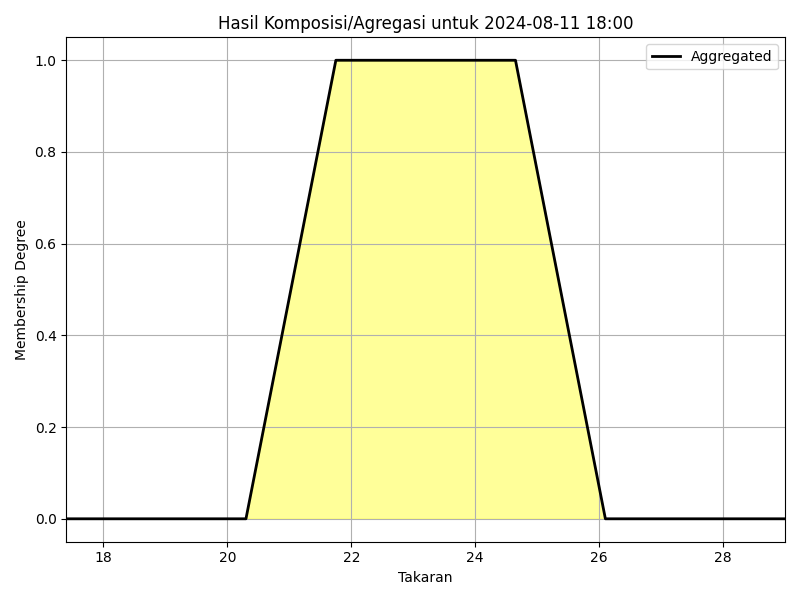 Hasil Komposisi/Agregasi untuk 2024-08-11 18:00
Aggregated
1.0
0.8
0.6
0.4
0.2
0.0
Membership Degree
18 20 22 24 26 28
Takaran